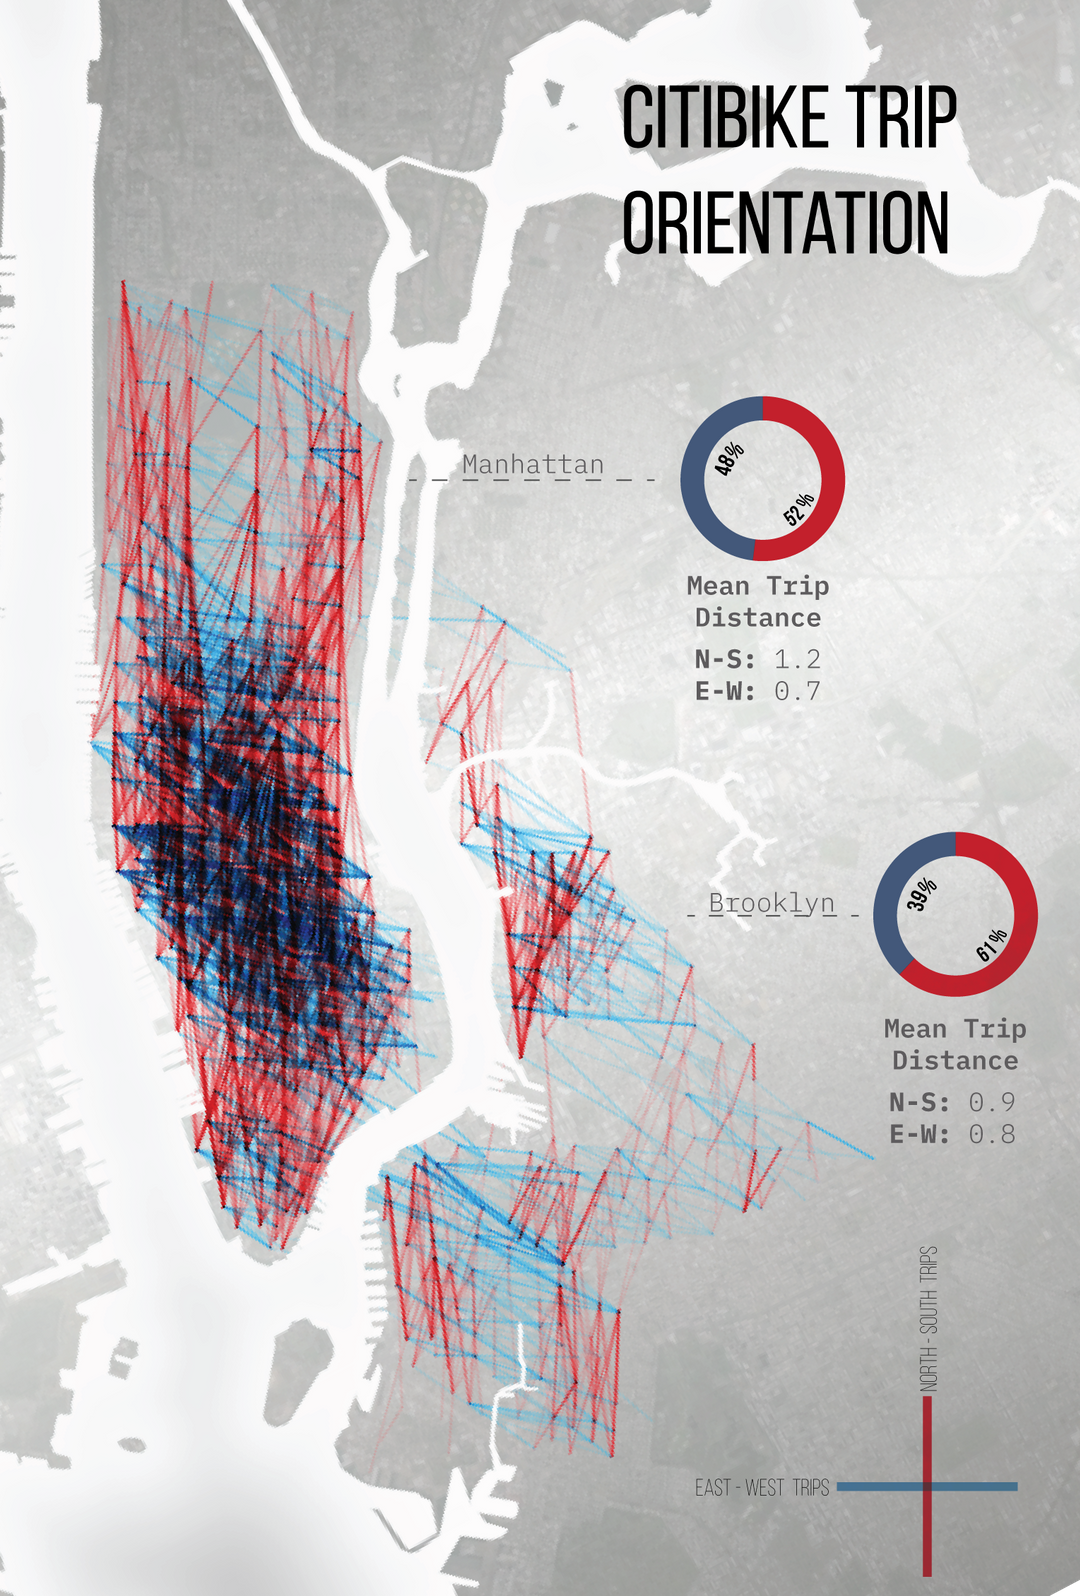 CITIBIKE TRIP
ORIENTATION
Manhattan
48%
52%
Mean Trip
Distance
N-S: 1.2
E-W: 0.7
Brooklyn
39%
61%
Mean Trip
Distance
N-S: 0.9
E-W: 0.8
NORTH - SOUTH TRIPS
EAST - WEST TRIPS